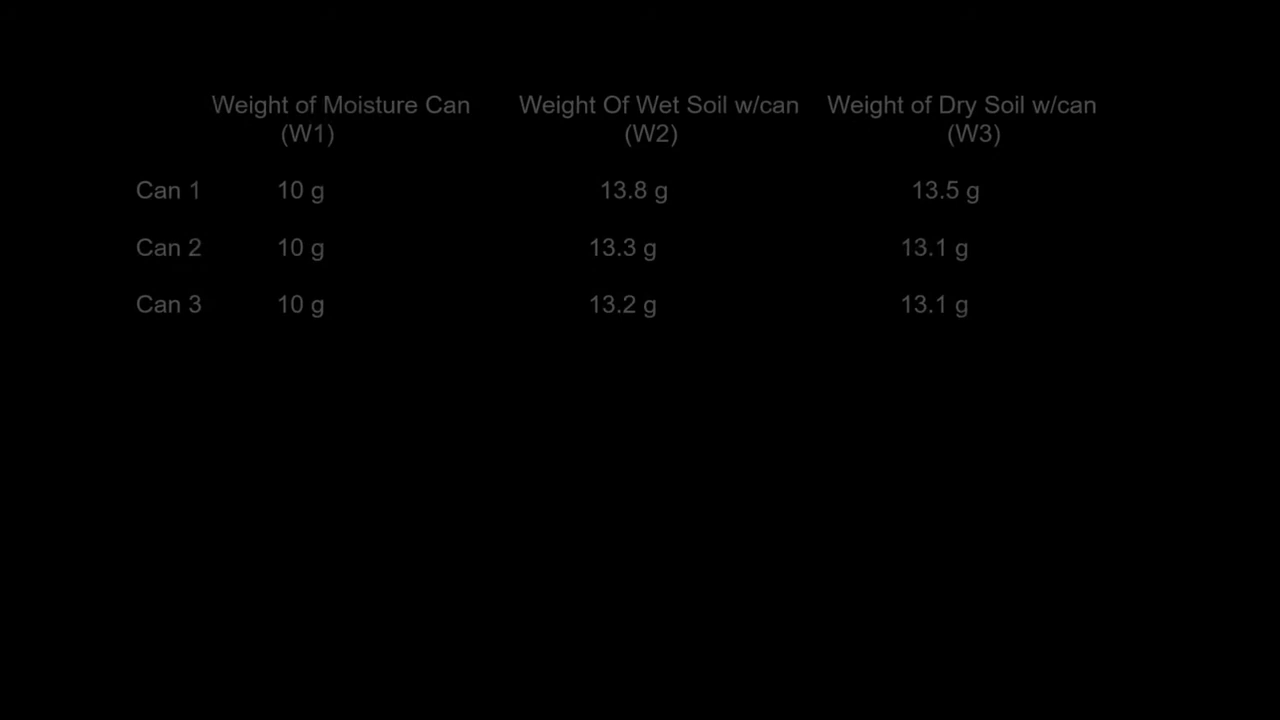 Weight of Moisture Can Weight Of Wet Soil w/can Weight of Dry Soil w/can
(W1) (W2) (W3)
Can 1 10 g 13.8 g 13.5 g
Can 2 10 g 13.3 g 13.1 g
Can 3 10 g 13.2 g 13.1 g